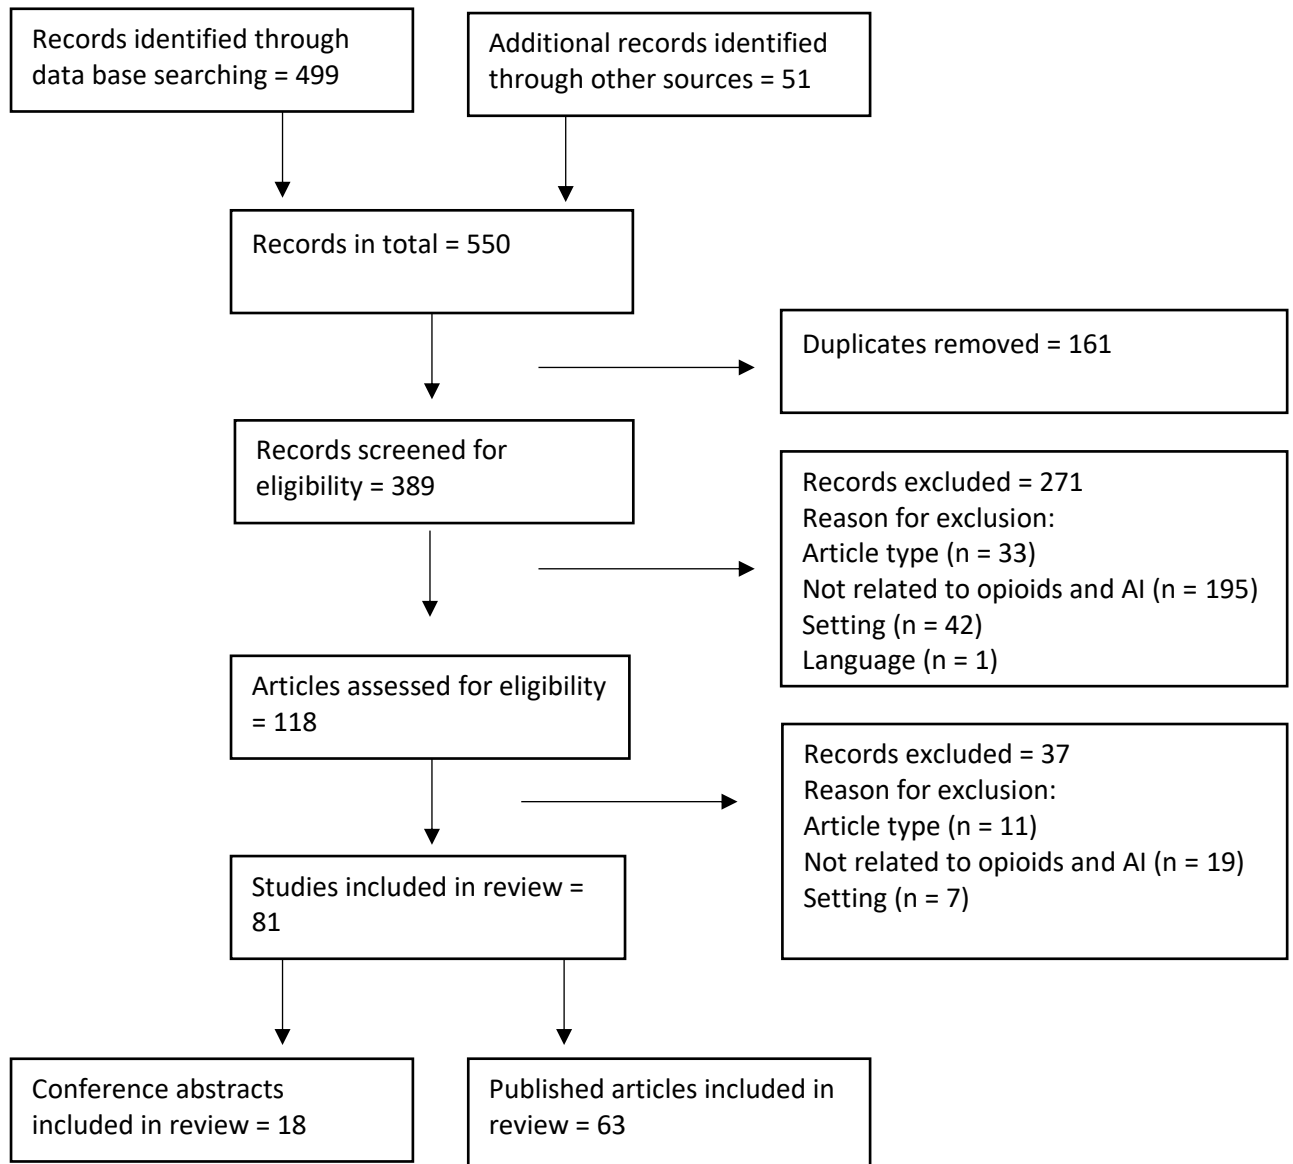 Records identified through
data base searching = 499
Additional records identified
through other sources = 51
Records in total = 550
Duplicates removed = 161
Records screened for
eligibility = 389
Records excluded = 271
Reason for exclusion:
Article type (n = 33)
Not related to opioids and AI (n = 195)
Setting (n = 42)
Language (n = 1)
Articles assessed for eligibility
= 118
Records excluded = 37
Reason for exclusion:
Article type (n = 11)
Not related to opioids and AI (n = 19)
Setting (n = 7)
Studies included in review =
81
Conference abstracts
included in review = 18
Published articles included in
review = 63